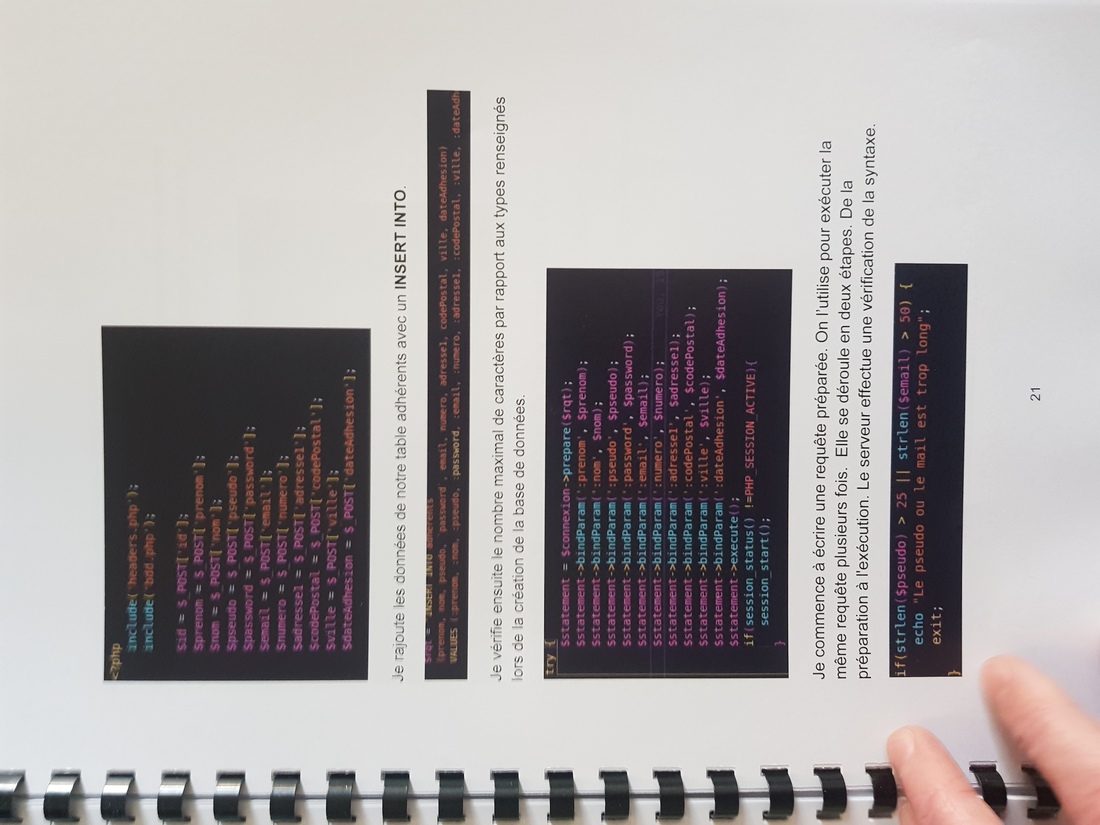 <?php
include('headers.php');
include('bdd.php');
$id = $_POST['id'];
$prenom = $_POST['prenom'];
$nom = $_POST['nom'];
$pseudo = $_POST['pseudo'];
$password = $_POST['password'];
$email = $_POST['email'];
$numero = $_POST['numero'];
$adresse1 = $_POST['adresse1'];
$codePostal = $_POST['codePostal'];
$ville = $_POST['ville'];
$dateAdhesion = $_POST['dateAdhesion'];
Je rajoute les données de notre table adhérents avec un INSERT INTO.
$rqt = "INSERT INTO adherents
(prenom, nom, pseudo, `password`, email, numero, adresse1, codePostal, ville, dateAdhesion)
VALUES (:prenom, :nom, :pseudo, :password, :email, :numero, :adresse1, :codePostal, :ville, :dateAdh
Je vérifie ensuite le nombre maximal de caractères par rapport aux types renseignés
lors de la création de la base de données.
try {
$statement = $connexion->prepare($rqt);
$statement->bindParam(':prenom', $prenom);
$statement->bindParam(':nom', $nom);
$statement->bindParam(':pseudo', $pseudo);
$statement->bindParam(':password', $password);
$statement->bindParam(':email', $email);
$statement->bindParam(':numero', $numero);
$statement->bindParam(':adresse1', $adresse1);
$statement->bindParam(':codePostal', $codePostal);
$statement->bindParam(':ville', $ville);
$statement->bindParam(':dateAdhesion', $dateAdhesion);
$statement->execute();
if(session_status() !=PHP_SESSION_ACTIVE){
session_start();
}
Je commence à écrire une requête préparée. On l'utilise pour exécuter la
même requête plusieurs fois. Elle se déroule en deux étapes. De la
préparation à l'exécution. Le serveur effectue une vérification de la syntaxe.
if(strlen($pseudo) > 25 || strlen($email) > 50) {
echo "Le pseudo ou le mail est trop long";
exit;
}
21